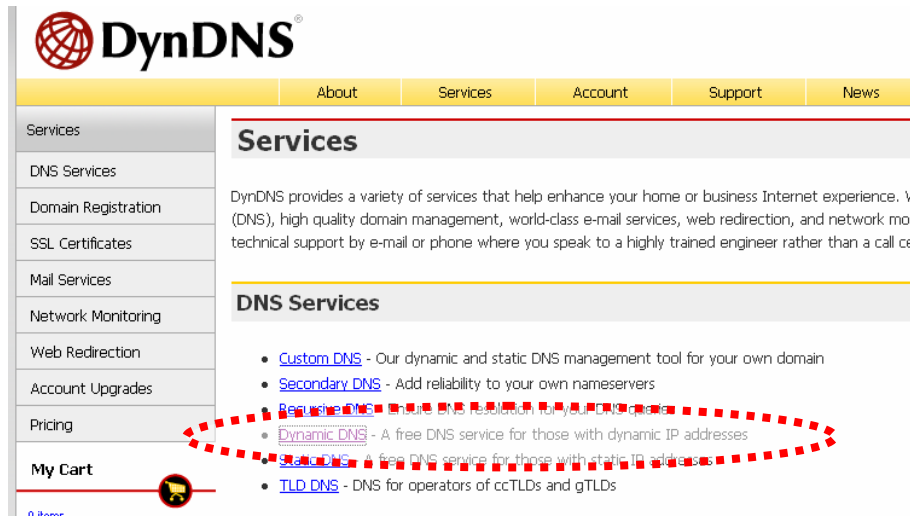 DynDNS®
About Services Account Support News
Services
DNS Services
Domain Registration
SSL Certificates
Mail Services
Network Monitoring
Web Redirection
Account Upgrades
Pricing
My Cart
0 items
Services
DynDNS provides a variety of services that help enhance your home or business Internet experience.
(DNS), high quality domain management, world-class e-mail services, web redirection, and network mo
technical support by e-mail or phone where you speak to a highly trained engineer rather than a call ce
DNS Services
Custom DNS - Our dynamic and static DNS management tool for your own domain
Secondary DNS - Add reliability to your own nameservers
Recursive DNS - Ensure DNS resolution for your DNS queries
Dynamic DNS - A free DNS service for those with dynamic IP addresses
Static DNS - A free DNS service for those with static IP addresses
TLD DNS - DNS for operators of ccTLDs and gTLDs